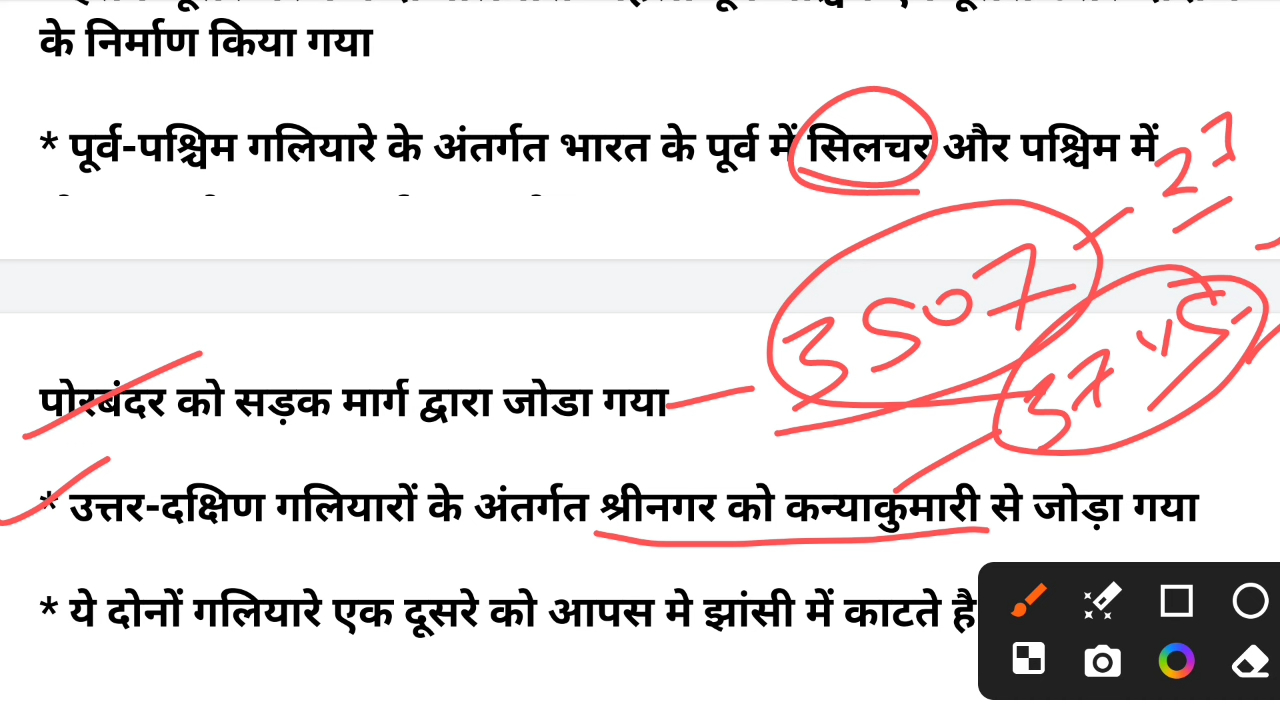 के निर्माण किया गया
* पूर्व-पश्चिम गलियारे के अंतर्गत भारत के पूर्व में सिलचर और पश्चिम में
27
3507
3745
पोरबंदर को सड़क मार्ग द्वारा जोडा गया
* उत्तर-दक्षिण गलियारों के अंतर्गत श्रीनगर को कन्याकुमारी से जोड़ा गया
* ये दोनों गलियारे एक दूसरे को आपस मे झांसी में काटते है